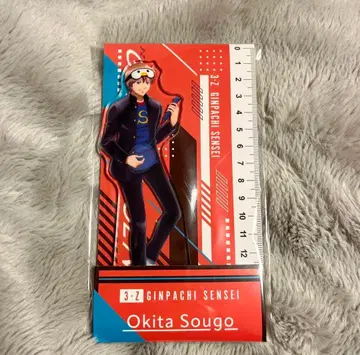 3-Z GINPACHI SENSEI
S
0 1 2 3 4 5 6 7 8 9 10 11 12
3-Z GINPACHI SENSEI
Okita Sougo